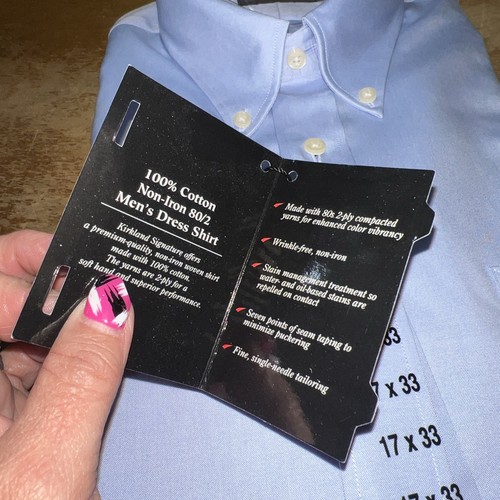 100% Cotton
Non-Iron 80/2
Men's Dress Shirt
Kirkland Signature offers
a premium-quality, non-iron woven shirt
made with 100% cotton.
The yarns are 2-ply for a
soft hand and superior performance.
Made with 80s 2-ply compacted
yarns for enhanced color vibrancy
Wrinkle-free, non-iron
Stain management treatment so
water- and oil-based stains are
repelled on contact
Seven points of seam taping to
minimize puckering
Fine, single-needle tailoring
33
7 x 33
17 x 33
17 x 33